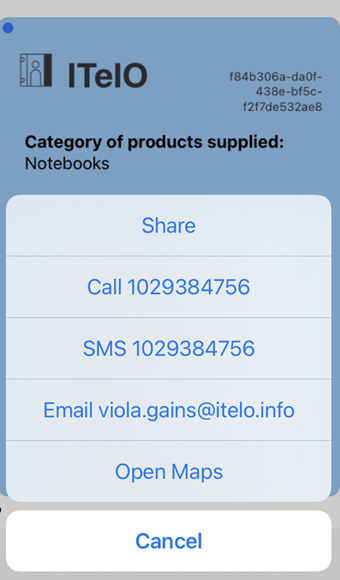 ITelO
f84b306a-da0f-
438e-bf5c-
f2f7de532ae8
Category of products supplied:
Notebooks
Share
Call 1029384756
SMS 1029384756
Email viola.gains@itelo.info
Open Maps
Cancel